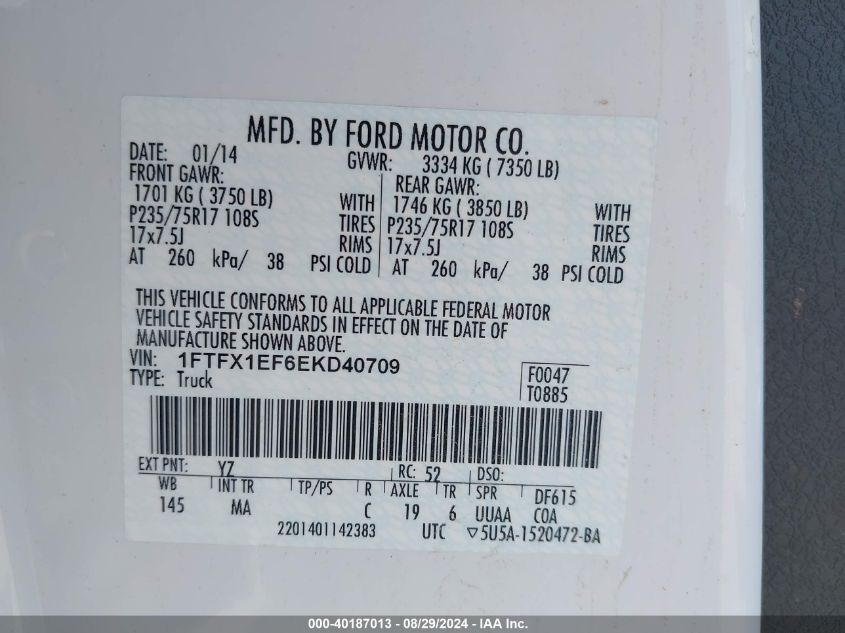 MFD. BY FORD MOTOR CO.
DATE: 01/14 GVWR: 3334 KG ( 7350 LB)
FRONT GAWR: REAR GAWR:
1701 KG ( 3750 LB) WITH 1746 KG ( 3850 LB) WITH
P235/75R17 108S TIRES P235/75R17 108S TIRES
17x7.5J RIMS 17x7.5J RIMS
AT 260 kPa/ 38 PSI COLD AT 260 kPa/ 38 PSI COLD
THIS VEHICLE CONFORMS TO ALL APPLICABLE FEDERAL MOTOR
VEHICLE SAFETY STANDARDS IN EFFECT ON THE DATE OF
MANUFACTURE SHOWN ABOVE.
VIN: 1FTFX1EF6EKD40709 F0047
TYPE: Truck T0885
EXT PNT: YZ RC: 52 DSO:
WB INT TR TP/PS R AXLE TR SPR DF615
145 MA C 19 6 UUAA COA
2201401142383 UTC ▽5U5A-1520472-BA
000-40187013 - 08/29/2024 - IAA Inc.